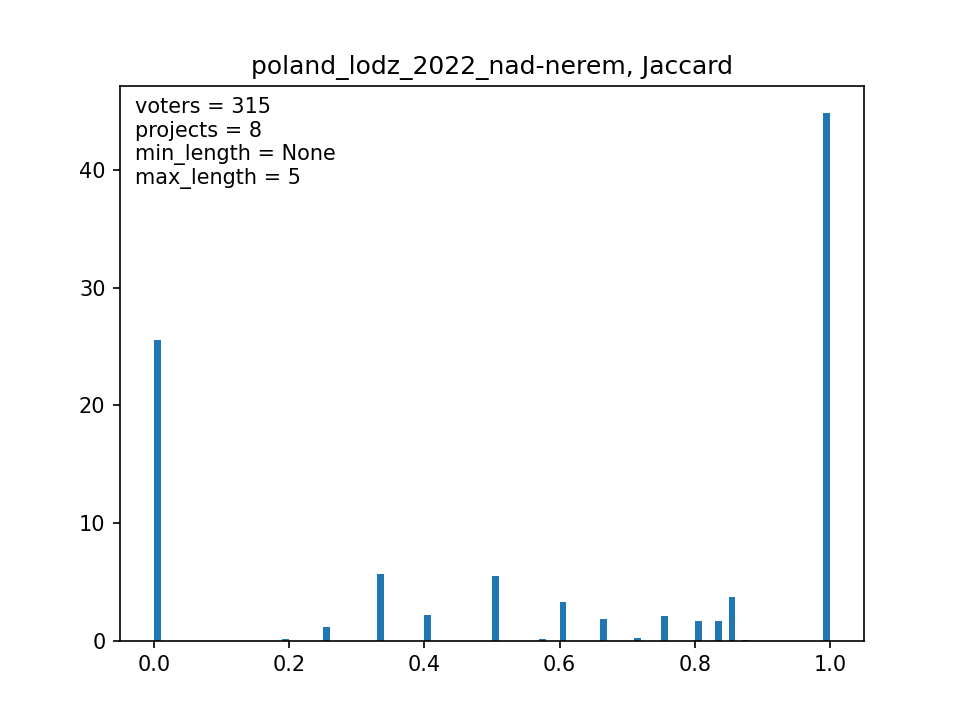 poland_lodz_2022_nad-nerem, Jaccard
voters = 315
projects = 8
min_length = None
max_length = 5
40
30
20
10
0
0.0 0.2 0.4 0.6 0.8 1.0